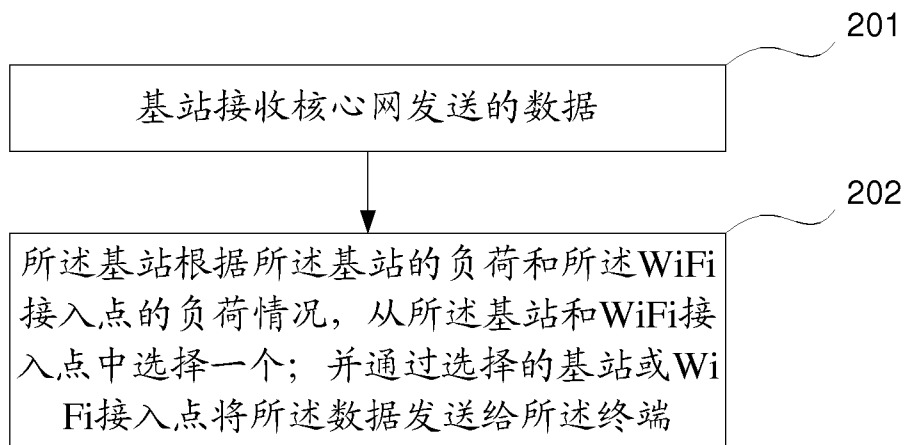 201
基站接收核心网发送的数据
202
所述基站根据所述基站的负荷和所述WiFi
接入点的负荷情况，从所述基站和WiFi接
入点中选择一个；并通过选择的基站或Wi
Fi接入点将所述数据发送给所述终端